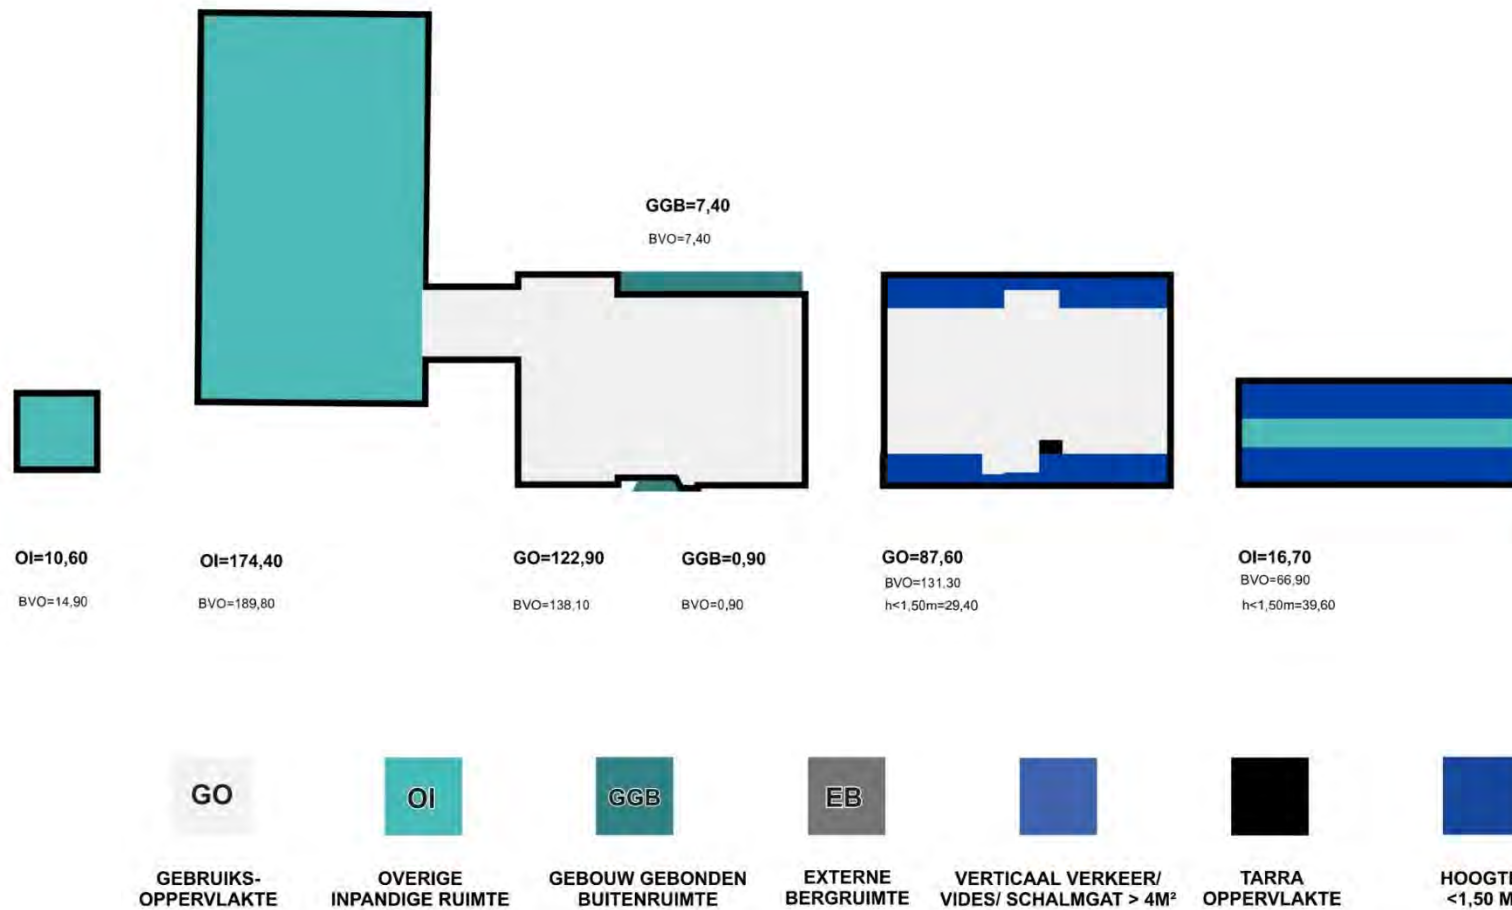 GGB=7,40
BVO=7,40
OI=10,60
BVO=14,90
OI=174,40
BVO=189,80
GO=122,90
BVO=138,10
GGB=0,90
BVO=0,90
GO=87,60
BVO=131,30
h<1,50m=29,40
OI=16,70
BVO=66,90
h<1,50m=39,60
GO
GEBRUIKS-
OPPERVLAKTE
OI
OVERIGE
INPANDIGE RUIMTE
GGB
GEBOUW GEBONDEN
BUITENRUIMTE
EB
EXTERNE
BERGRUIMTE
VERTICAAL VERKEER/
VIDES/ SCHALMGAT > 4M²
TARRA
OPPERVLAKTE
HOOGTE
<1,50 M